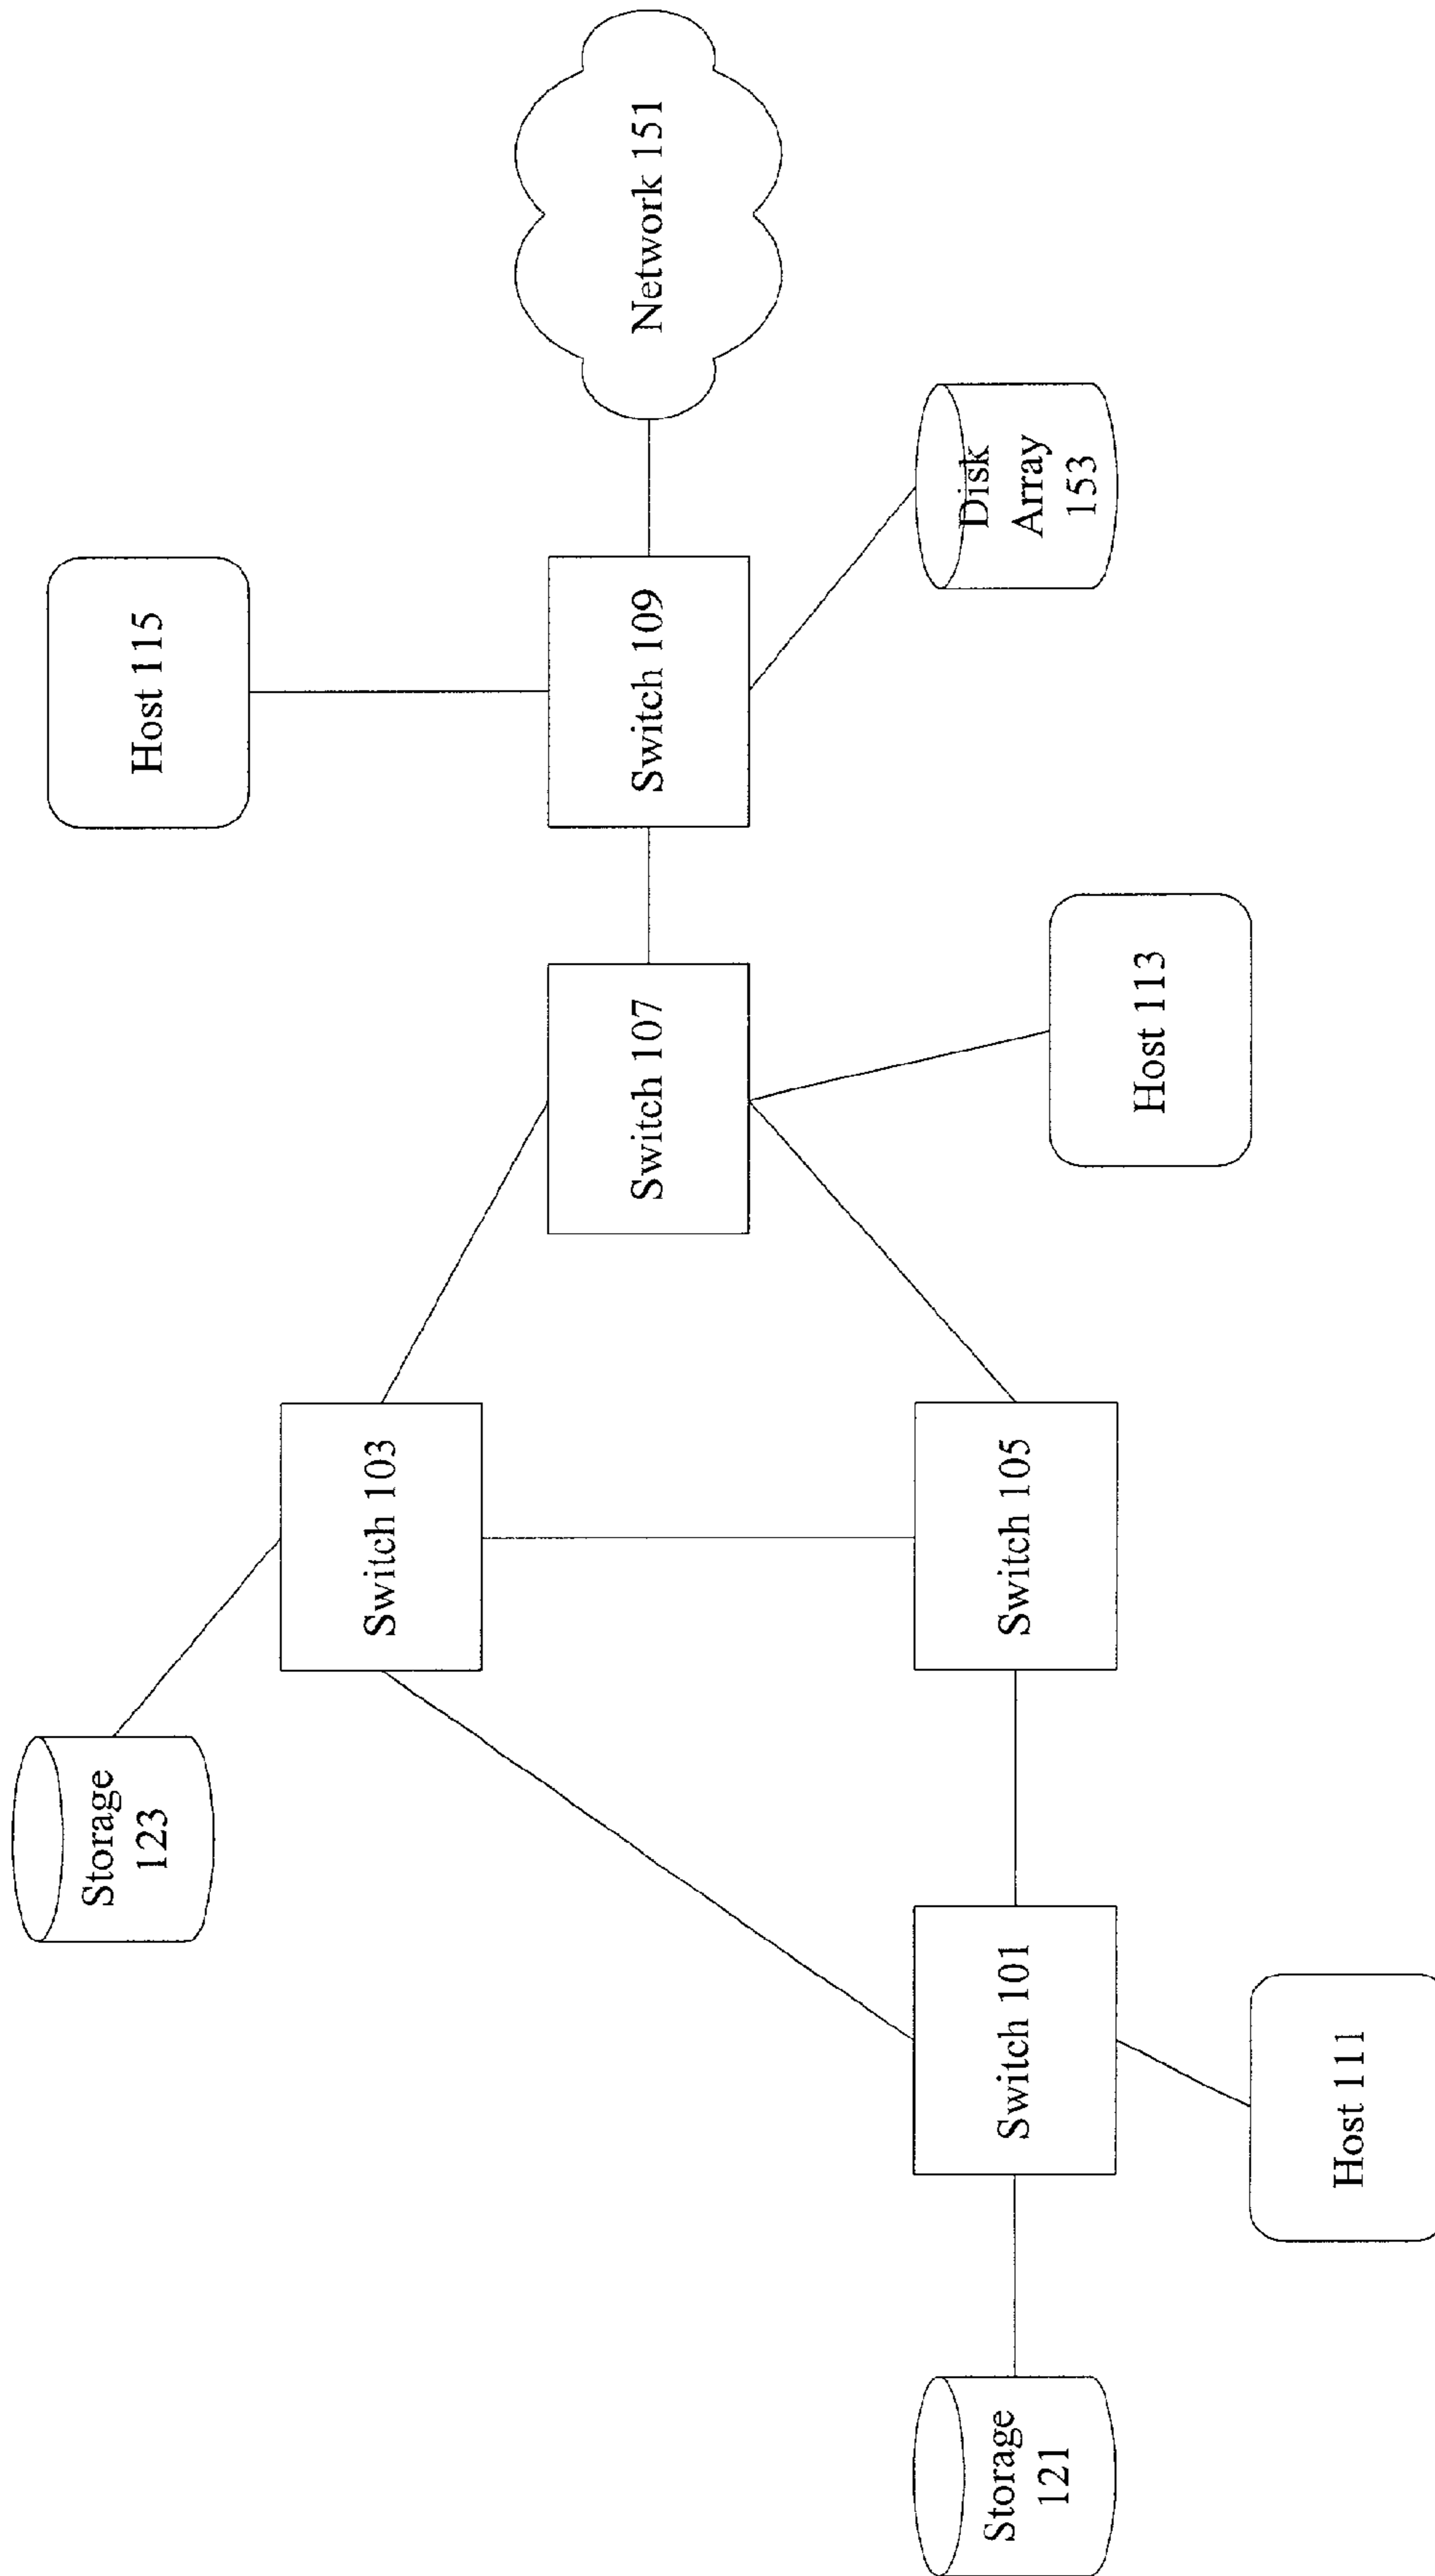 Storage
123
Host 115
Switch 103
Switch 107
Switch 109
Network 151
Storage
121
Switch 101
Switch 105
Disk
Array
153
Host 113
Host 111